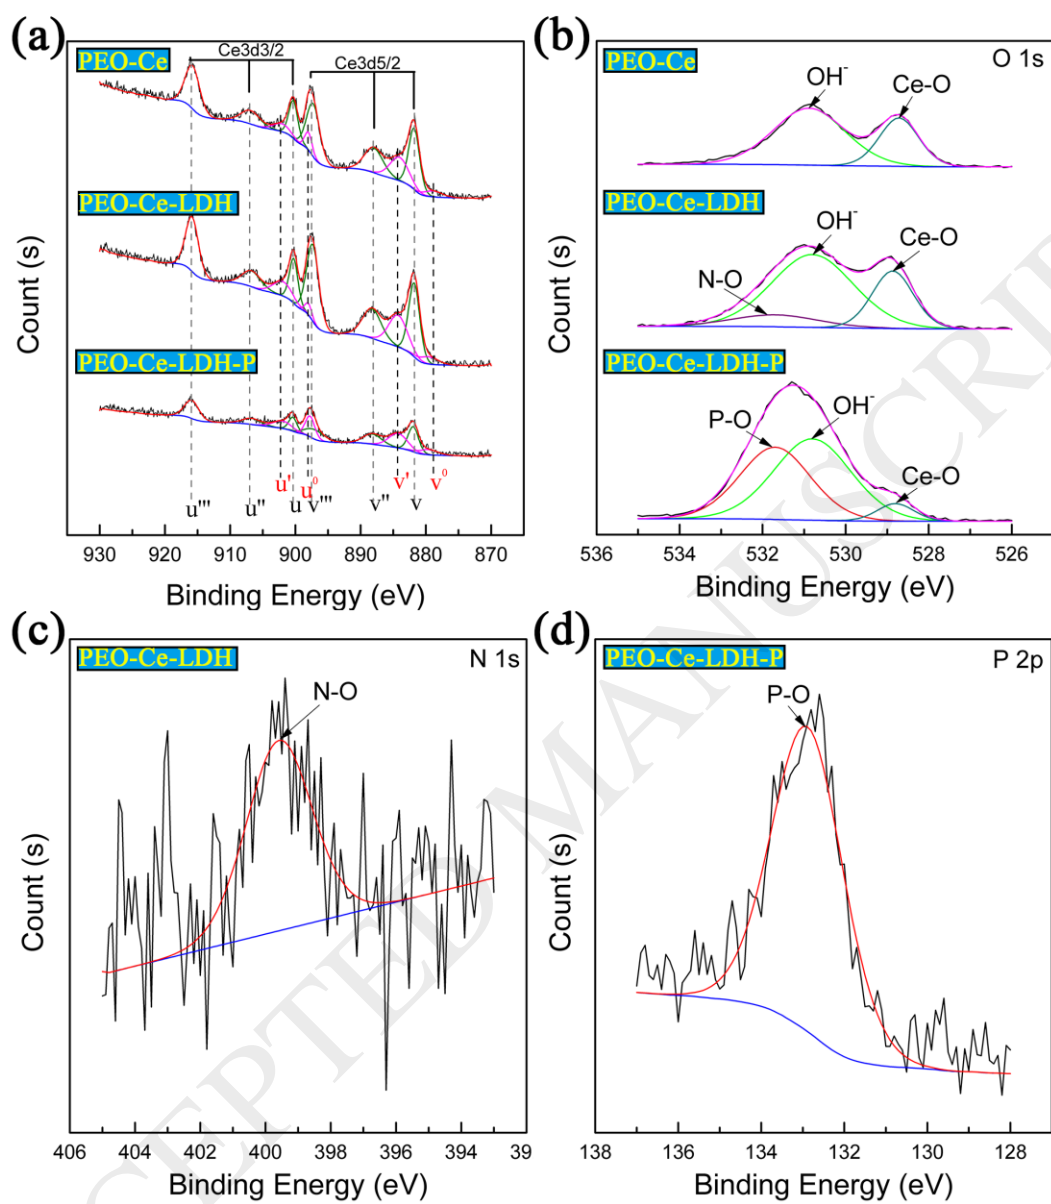 (a)
PEO-Ce
Ce3d3/2
Ce3d5/2
PEO-Ce-LDH
PEO-Ce-LDH-P
u''' u'' u' u u⁰ v''' v'' v' v v⁰
Count (s)
930 920 910 900 890 880 870
Binding Energy (eV)
(b)
PEO-Ce
O 1s
OH⁻
Ce-O
PEO-Ce-LDH
OH⁻
Ce-O
N-O
PEO-Ce-LDH-P
P-O
OH⁻
Ce-O
Count (s)
536 534 532 530 528 526
Binding Energy (eV)
(c)
PEO-Ce-LDH
N 1s
N-O
Count (s)
406 404 402 400 398 396 394 39
Binding Energy (eV)
(d)
PEO-Ce-LDH-P
P 2p
P-O
Count (s)
138 136 134 132 130 128
Binding Energy (eV)
CEPTED MANUSCRI